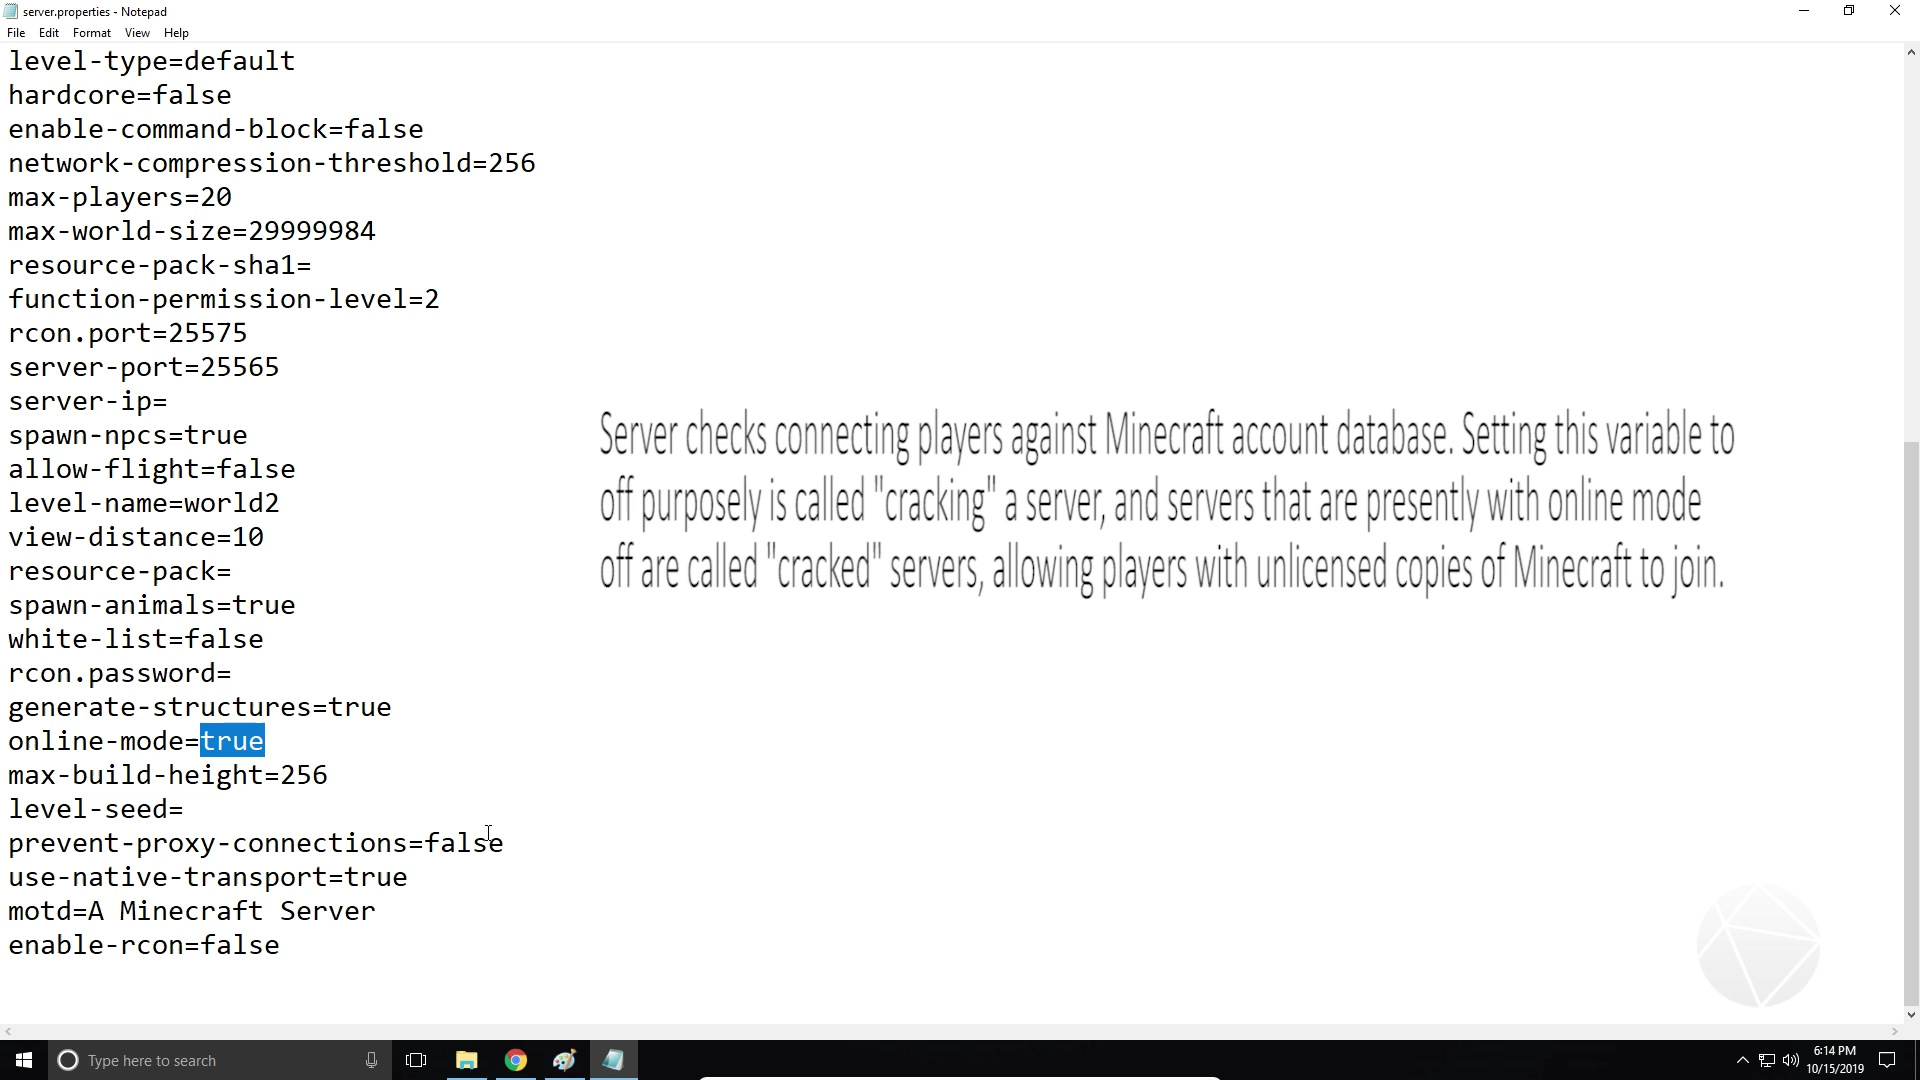 server.properties - Notepad
File Edit Format View Help
level-type=default
hardcore=false
enable-command-block=false
network-compression-threshold=256
max-players=20
max-world-size=29999984
resource-pack-sha1=
function-permission-level=2
rcon.port=25575
server-port=25565
server-ip=
spawn-npcs=true
allow-flight=false
level-name=world2
view-distance=10
resource-pack=
spawn-animals=true
white-list=false
rcon.password=
generate-structures=true
online-mode=true
max-build-height=256
level-seed=
prevent-proxy-connections=false
use-native-transport=true
motd=A Minecraft Server
enable-rcon=false
Server checks connecting players against Minecraft account database. Setting this variable to
off purposely is called "cracking" a server, and servers that are presently with online mode
off are called "cracked" servers, allowing players with unlicensed copies of Minecraft to join.
Type here to search
6:14 PM
10/15/2019